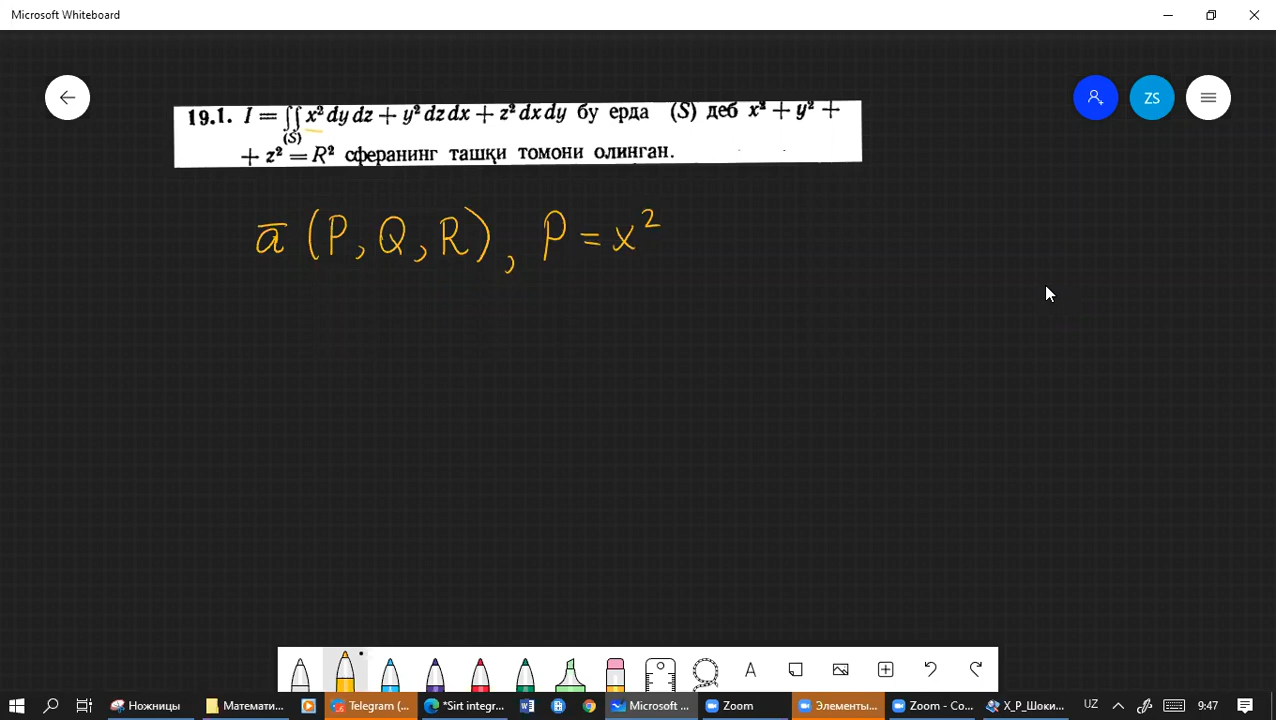 Microsoft Whiteboard
ZS
19.1. I = ∬ x² dy dz + y² dz dx + z² dx dy бу ерда (S) деб x² + y² +
(S)
+ z² = R² сферанинг ташқи томони олинган.
a̅ (P, Q, R), P = x²
A
Ножницы
Математи...
Telegram (...
*Sirt integr...
Microsoft ...
Zoom
Элементы...
Zoom - Co...
X_P_Шоки...
UZ
9:47